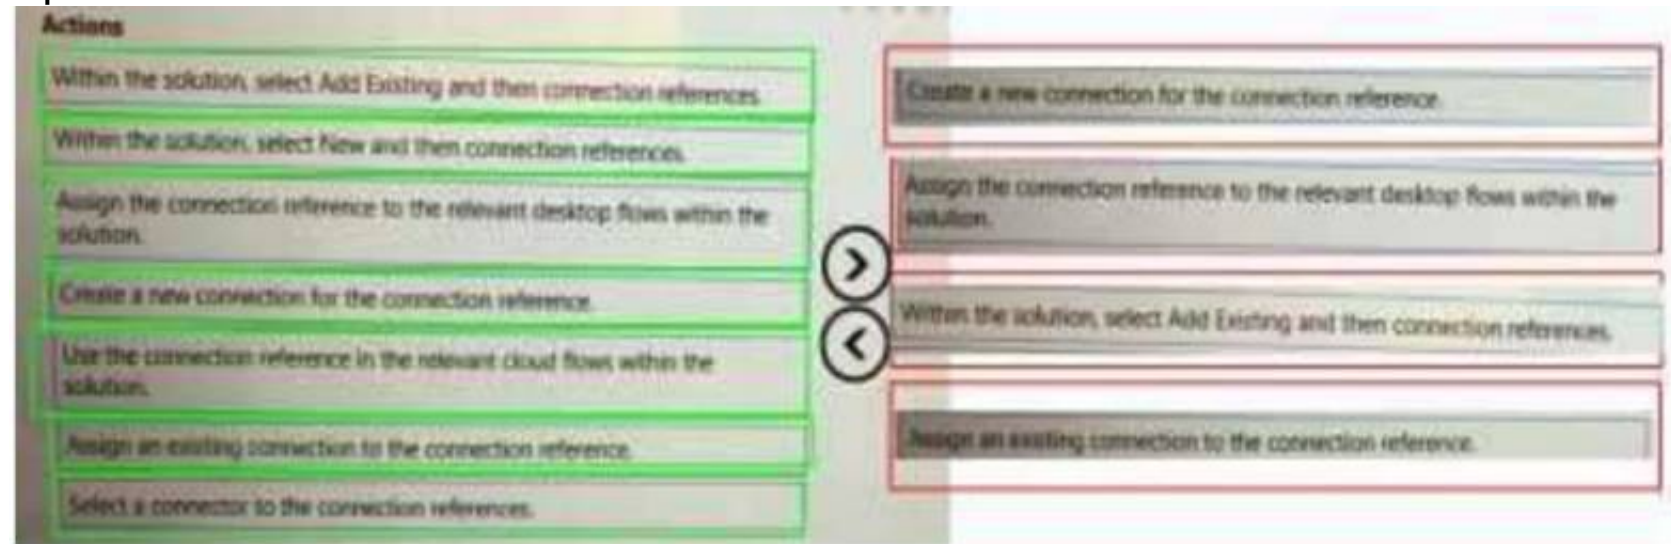 Actions
Within the solution, select Add Existing and then connection references.
Within the solution, select New and then connection references.
Assign the connection reference to the relevant desktop flows within the
solution.
Create a new connection for the connection reference.
Use the connection reference in the relevant cloud flows within the
solution.
Assign an existing connection to the connection reference.
Select a connector to the connection references.
Create a new connection for the connection reference.
Assign the connection reference to the relevant desktop flows within the
solution.
Within the solution, select Add Existing and then connection references.
Assign an existing connection to the connection reference.